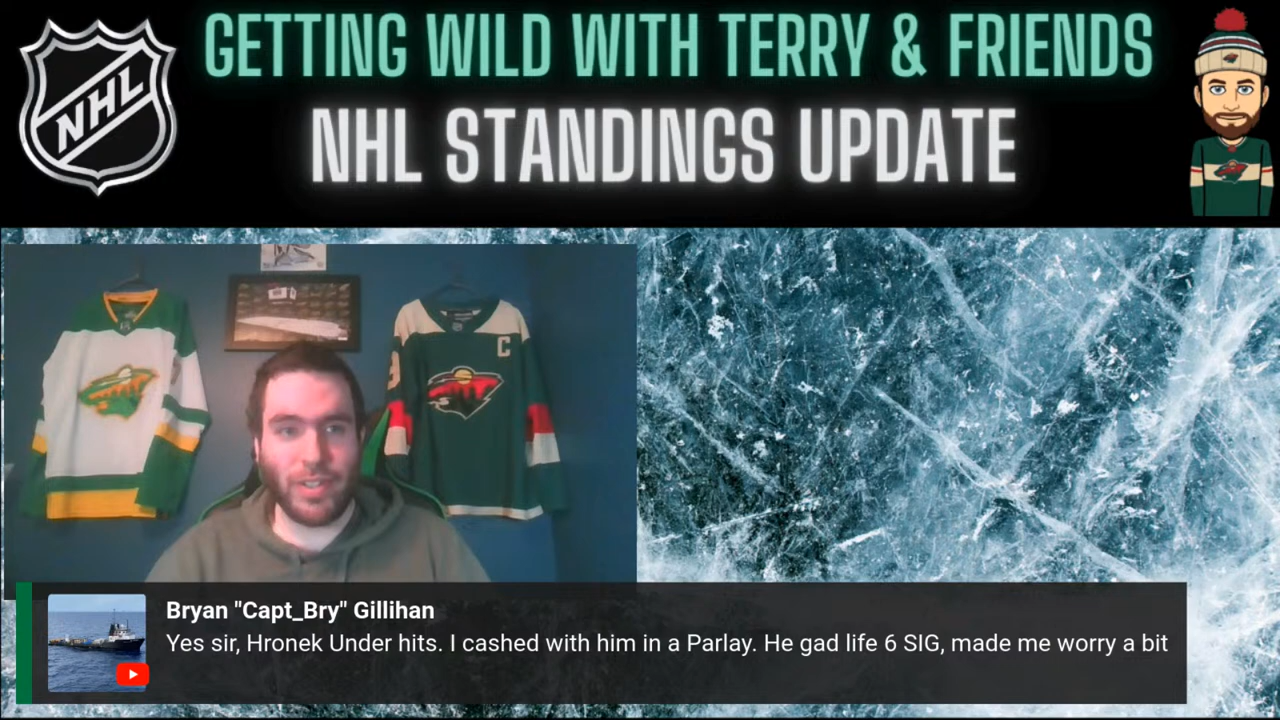 GETTING WILD WITH TERRY & FRIENDS
NHL
NHL STANDINGS UPDATE
C
Bryan "Capt_Bry" Gillihan
Yes sir, Hronek Under hits. I cashed with him in a Parlay. He gad life 6 SIG, made me worry a bit